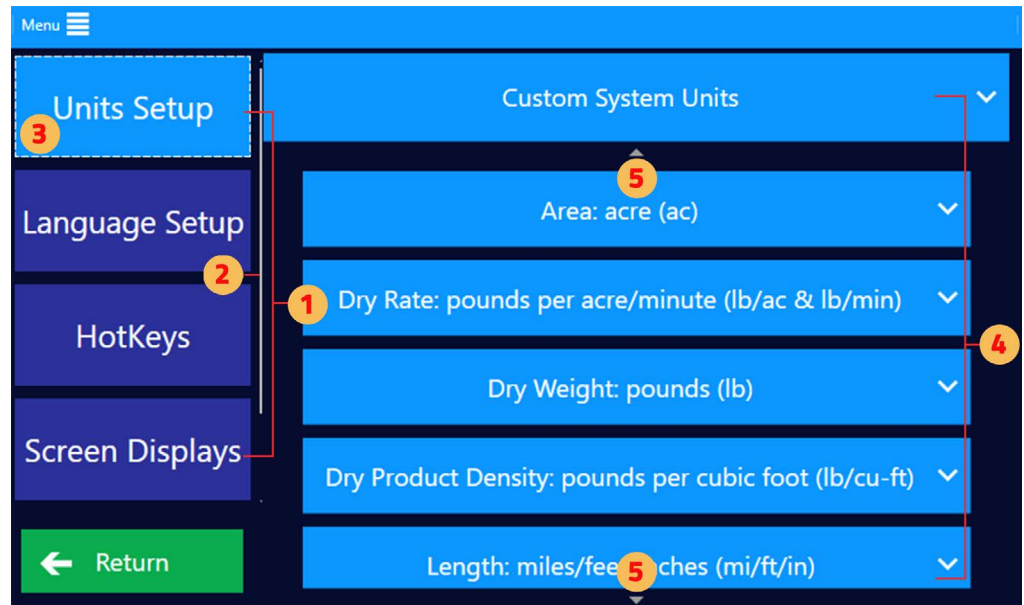 Menu
Units Setup
3
Custom System Units
5
Area: acre (ac)
Language Setup
2
1
Dry Rate: pounds per acre/minute (lb/ac & lb/min)
HotKeys
4
Dry Weight: pounds (lb)
Screen Displays
Dry Product Density: pounds per cubic foot (lb/cu-ft)
Return
Length: miles/fee 5 ches (mi/ft/in)